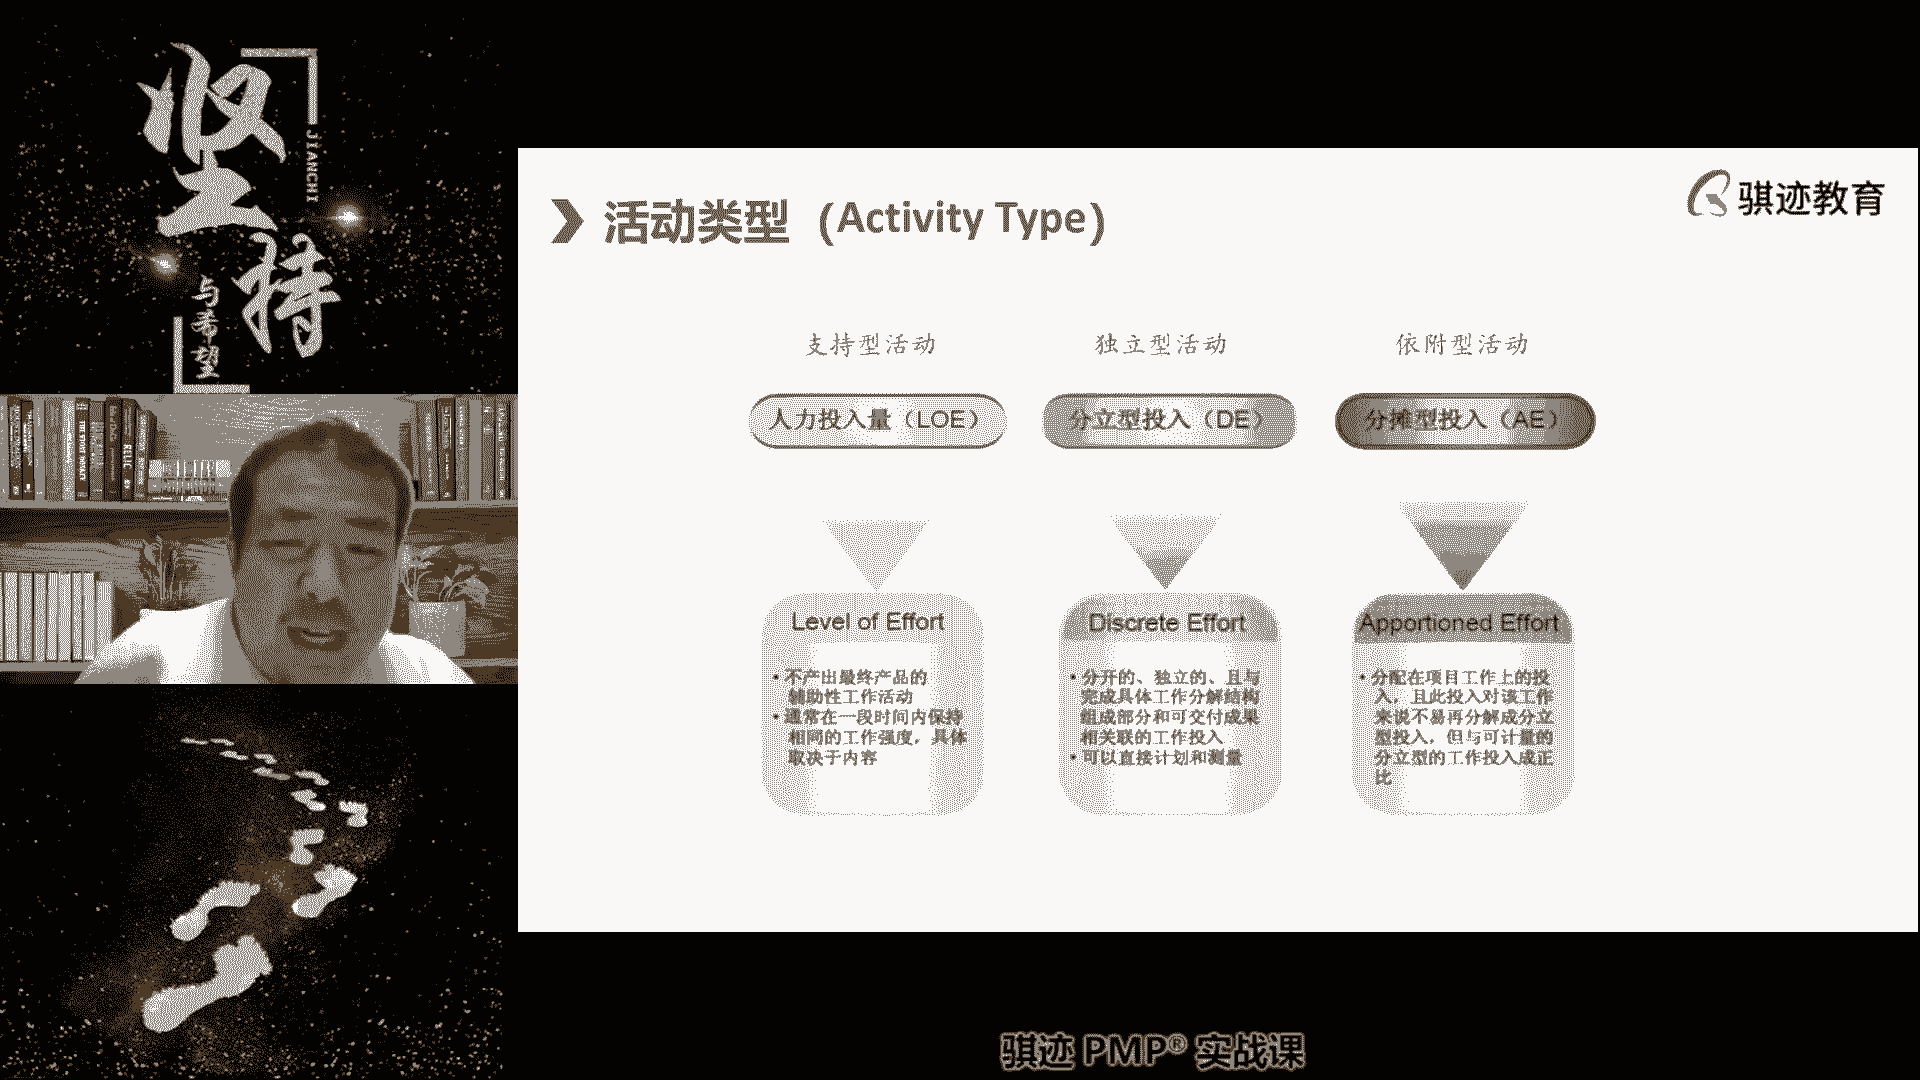 坚持
JIANCHI
与希望
活动类型（Activity Type）
骐迹教育
支持型活动
独立型活动
依附型活动
人力投入量（LOE）
分立型投入（DE）
分摊型投入（AE）
Level of Effort
• 不产出最终产品的
辅助性工作活动
• 通常在一段时间内保持
相同的工作强度，具体
取决于内容
Discrete Effort
• 分开的、独立的、且与
完成具体工作分解结构
组成部分和可交付成果
相关联的工作投入
• 可以直接计划和测量
Apportioned Effort
• 分配在项目工作上的投
入，且此投入对该工作
来说不易再分解成分立
型投入，但与可计量的
分立型的工作投入成正
比
骐迹 PMP® 实战课